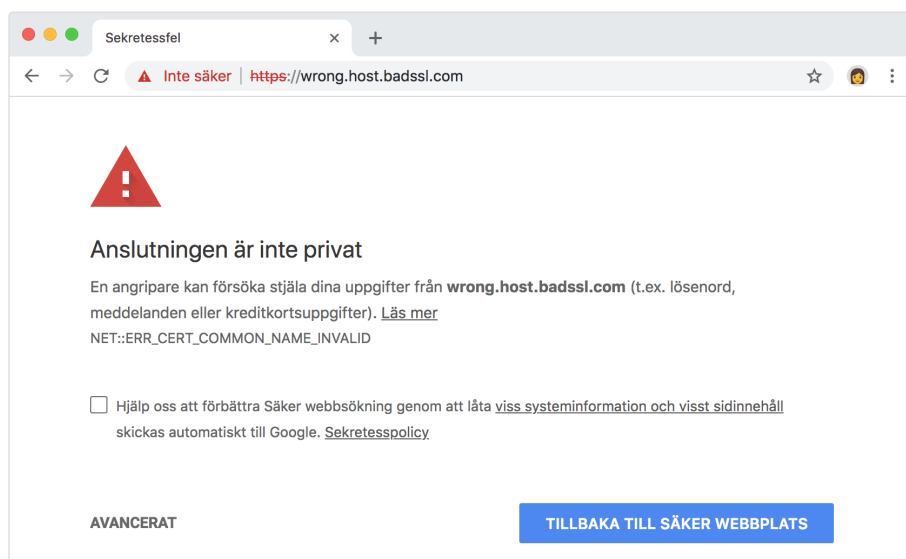 Sekretessfel
Inte säker https://wrong.host.badssl.com
Anslutningen är inte privat
En angripare kan försöka stjäla dina uppgifter från wrong.host.badssl.com (t.ex. lösenord,
meddelanden eller kreditkortsuppgifter). Läs mer
NET::ERR_CERT_COMMON_NAME_INVALID
Hjälp oss att förbättra Säker webbsökning genom att låta viss systeminformation och visst sidinnehåll
skickas automatiskt till Google. Sekretesspolicy
AVANCERAT TILLBAKA TILL SÄKER WEBBPLATS